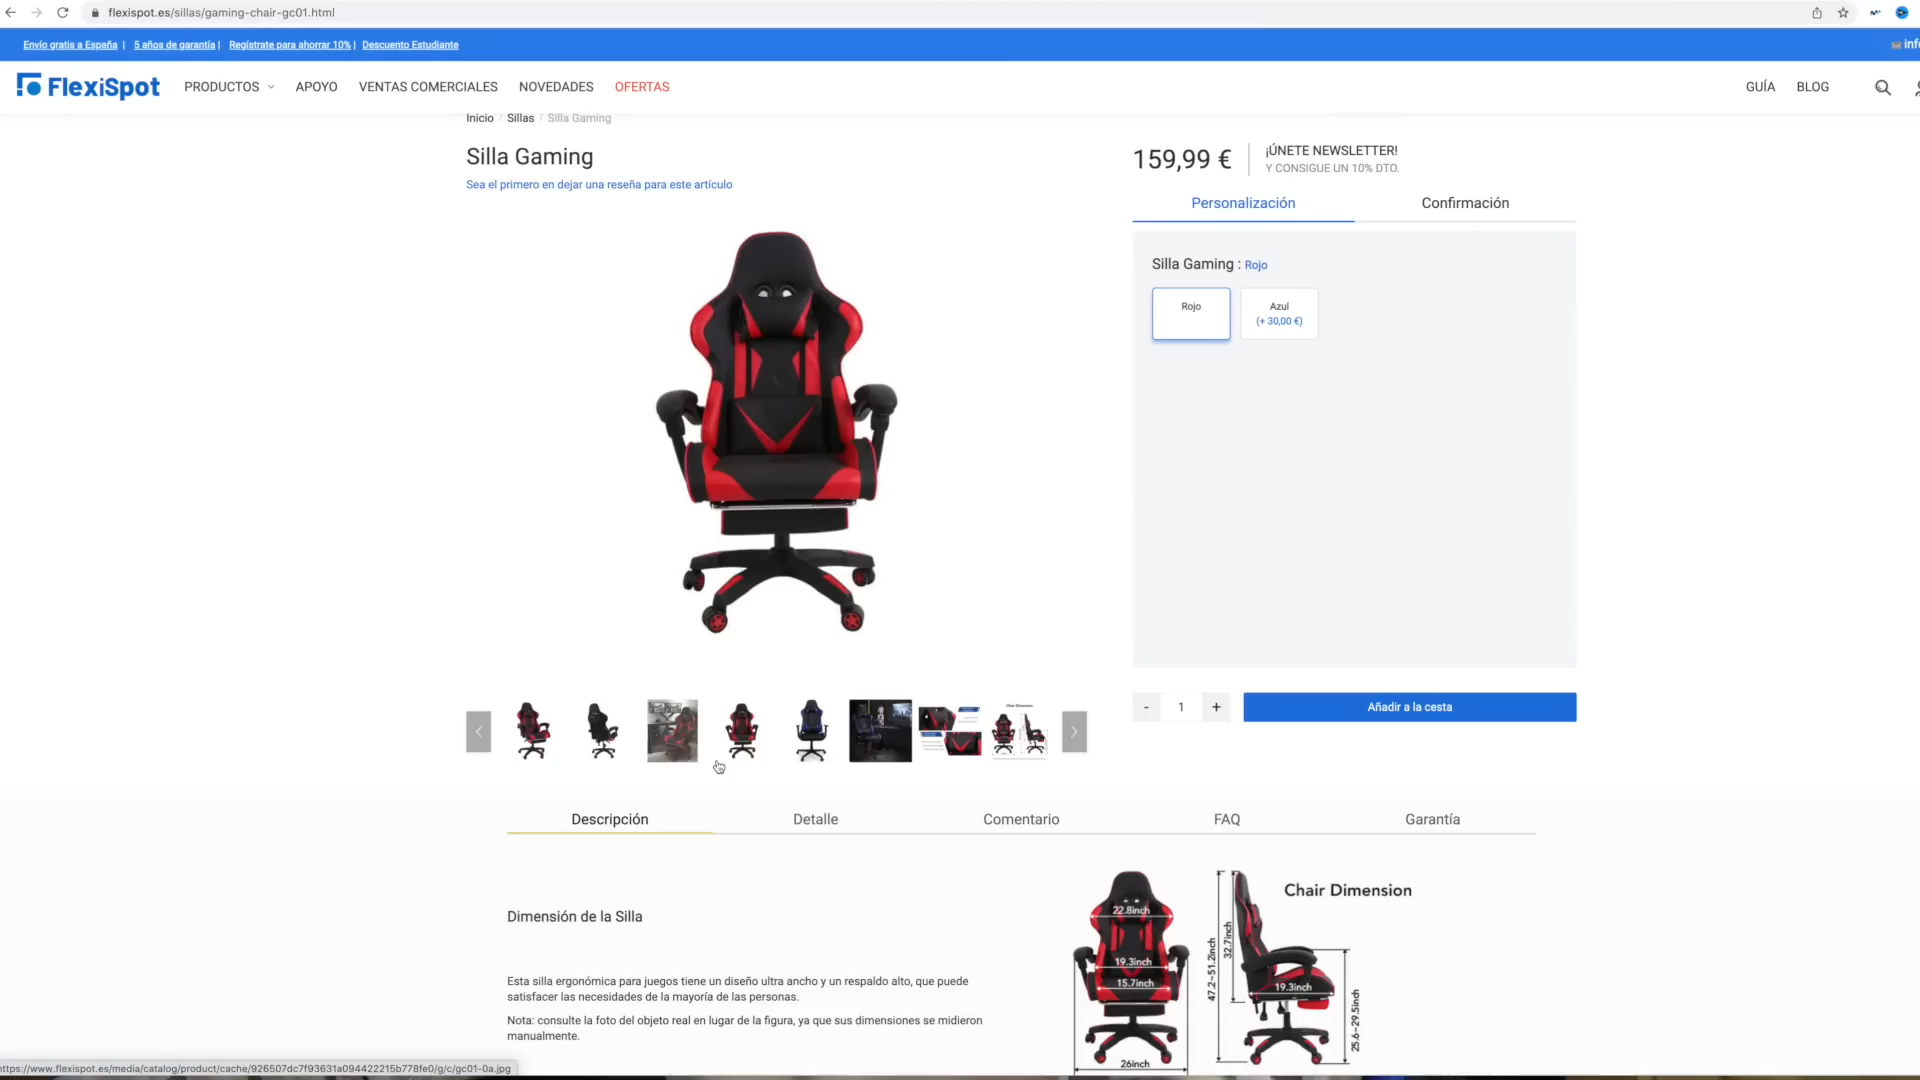 flexispot.es/sillas/gaming-chair-gc01.html
Envío gratis a España | 5 años de garantía | Regístrate para ahorrar 10% | Descuento Estudiante
FlexiSpot PRODUCTOS APOYO VENTAS COMERCIALES NOVEDADES OFERTAS GUÍA BLOG
Inicio / Sillas / Silla Gaming
Silla Gaming
Sea el primero en dejar una reseña para este artículo
159,99 €
¡ÚNETE NEWSLETTER!
Y CONSIGUE UN 10% DTO.
Personalización Confirmación
Silla Gaming : Rojo
Rojo
Azul
(+ 30,00 €)
- 1 +
Añadir a la cesta
Chair Dimension
Descripción Detalle Comentario FAQ Garantía
Dimensión de la Silla
Esta silla ergonómica para juegos tiene un diseño ultra ancho y un respaldo alto, que puede
satisfacer las necesidades de la mayoría de las personas.
Nota: consulte la foto del objeto real en lugar de la figura, ya que sus dimensiones se midieron
manualmente.
Chair Dimension
22.8inch
19.3inch
15.7inch
26inch
47.2-51.2inch
32.7inch
19.3inch
25.6-29.5inch
https://www.flexispot.es/media/catalog/product/cache/926507dc7f93631a094422215b778fe0/g/c/gc01-0a.jpg